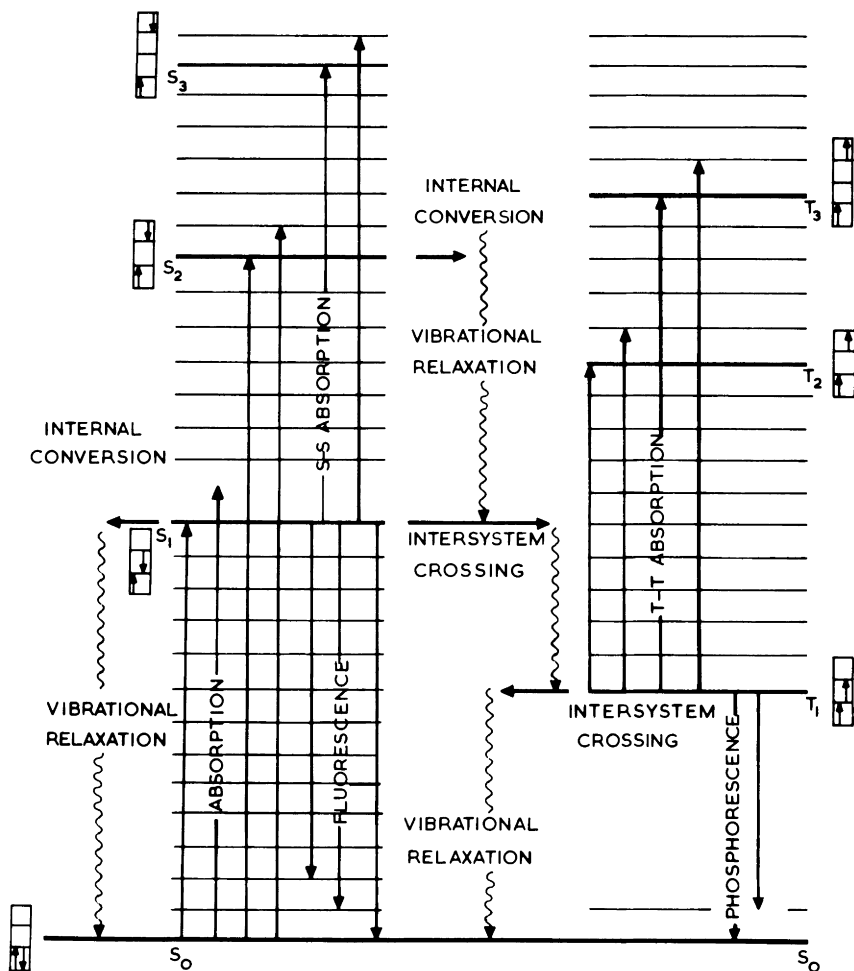 S3
INTERNAL
CONVERSION
T3
S2
S-S ABSORPTION
VIBRATIONAL
RELAXATION
T2
INTERNAL
CONVERSION
S1
INTERSYSTEM
CROSSING
T-T ABSORPTION
ABSORPTION
FLUORESCENCE
VIBRATIONAL
RELAXATION
T1
INTERSYSTEM
CROSSING
PHOSPHORESCENCE
VIBRATIONAL
RELAXATION
S0
S0